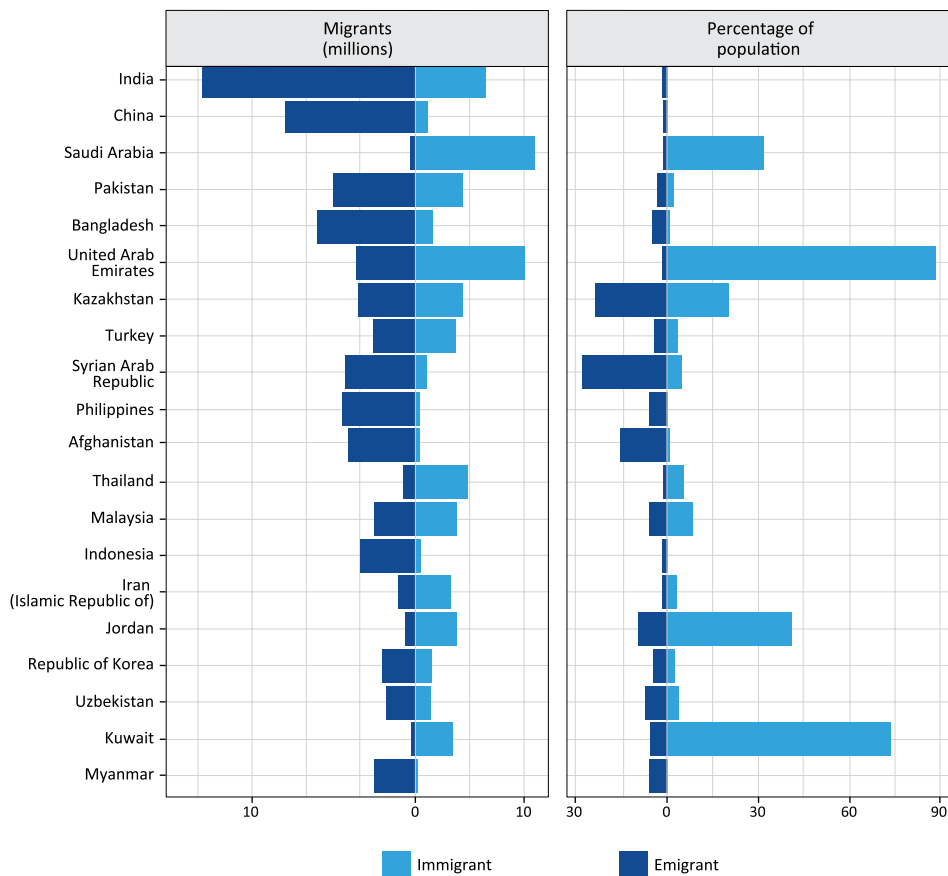 Migrants
(millions)
Percentage of
population
India
China
Saudi Arabia
Pakistan
Bangladesh
United Arab
Emirates
Kazakhstan
Turkey
Syrian Arab
Republic
Philippines
Afghanistan
Thailand
Malaysia
Indonesia
Iran
(Islamic Republic of)
Jordan
Republic of Korea
Uzbekistan
Kuwait
Myanmar
10 0 10
30 0 30 60 90
Immigrant Emigrant